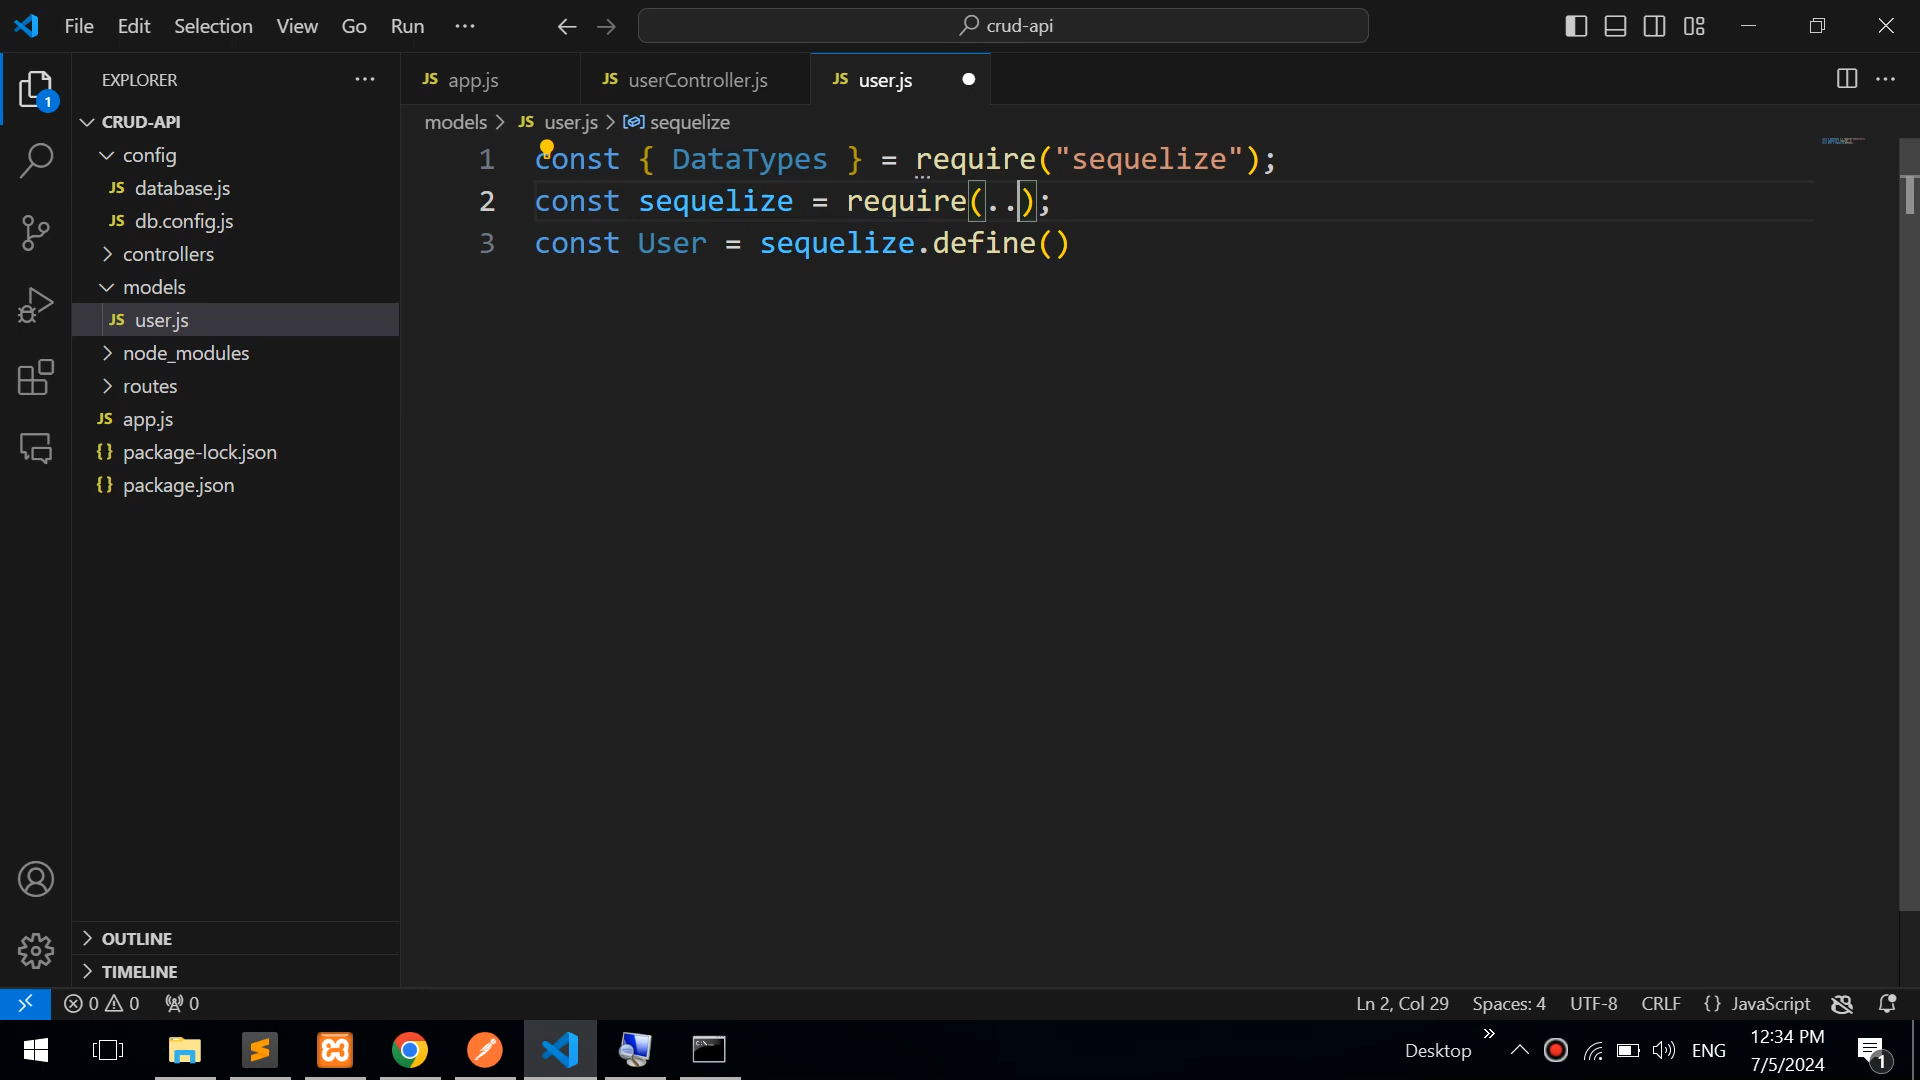 File Edit Selection View Go Run ···
crud-api
EXPLORER ···
JS app.js
JS userController.js
JS user.js
···
1
CRUD-API
models > JS user.js > sequelize
config
JS database.js
JS db.config.js
controllers
models
JS user.js
node_modules
routes
JS app.js
{} package-lock.json
{} package.json
1 const { DataTypes } = require("sequelize");
2 const sequelize = require(..);
3 const User = sequelize.define()
OUTLINE
TIMELINE
0 0 0
Ln 2, Col 29 Spaces: 4 UTF-8 CRLF {} JavaScript
Desktop » ENG
12:34 PM
7/5/2024
1